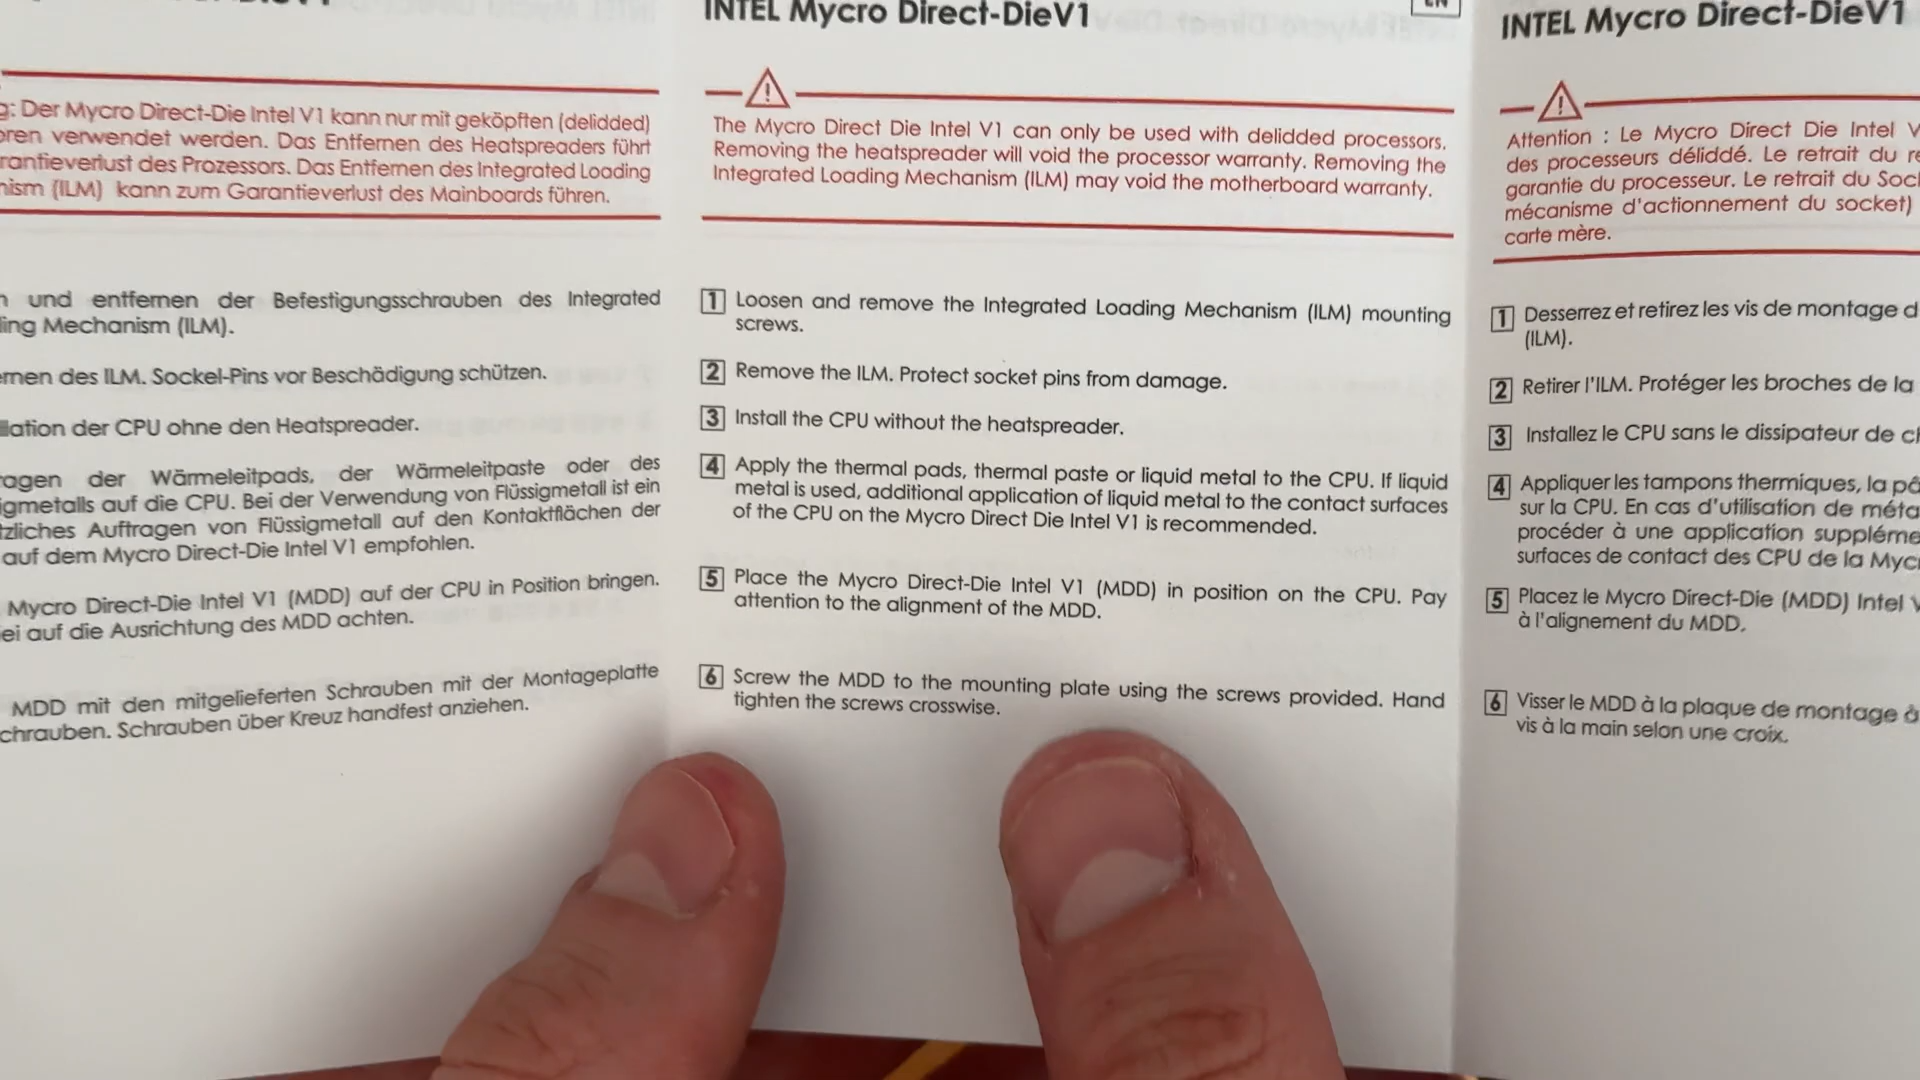 g: Der Mycro Direct-Die Intel V1 kann nur mit geköpften (delidded)
oren verwendet werden. Das Entfernen des Heatspreaders führt
rantieverlust des Prozessors. Das Entfernen des Integrated Loading
nism (ILM) kann zum Garantieverlust des Mainboards führen.
n und entfernen der Befestigungsschrauben des Integrated
ling Mechanism (ILM).
rnen des ILM. Sockel-Pins vor Beschädigung schützen.
llation der CPU ohne den Heatspreader.
ragen der Wärmeleitpads, der Wärmeleitpaste oder des
igmetalls auf die CPU. Bei der Verwendung von Flüssigmetall ist ein
tzliches Auftragen von Flüssigmetall auf den Kontaktflächen der
auf dem Mycro Direct-Die Intel V1 empfohlen.
Mycro Direct-Die Intel V1 (MDD) auf der CPU in Position bringen.
ei auf die Ausrichtung des MDD achten.
MDD mit den mitgelieferten Schrauben mit der Montageplatte
chrauben. Schrauben über Kreuz handfest anziehen.
INTEL Mycro Direct-DieV1
EN
The Mycro Direct Die Intel V1 can only be used with delidded processors.
Removing the heatspreader will void the processor warranty. Removing the
Integrated Loading Mechanism (ILM) may void the motherboard warranty.
1 Loosen and remove the Integrated Loading Mechanism (ILM) mounting
screws.
2 Remove the ILM. Protect socket pins from damage.
3 Install the CPU without the heatspreader.
4 Apply the thermal pads, thermal paste or liquid metal to the CPU. If liquid
metal is used, additional application of liquid metal to the contact surfaces
of the CPU on the Mycro Direct Die Intel V1 is recommended.
5 Place the Mycro Direct-Die Intel V1 (MDD) in position on the CPU. Pay
attention to the alignment of the MDD.
6 Screw the MDD to the mounting plate using the screws provided. Hand
tighten the screws crosswise.
INTEL Mycro Direct-DieV1
Attention : Le Mycro Direct Die Intel V
des processeurs déliddé. Le retrait du re
garantie du processeur. Le retrait du Soc
mécanisme d'actionnement du socket)
carte mère.
1 Desserrez et retirez les vis de montage d
(ILM).
2 Retirer l'ILM. Protéger les broches de la
3 Installez le CPU sans le dissipateur de c
4 Appliquer les tampons thermiques, la pâ
sur la CPU. En cas d'utilisation de méta
procéder à une application suppléme
surfaces de contact des CPU de la Myc
5 Placez le Mycro Direct-Die (MDD) Intel V
à l'alignement du MDD.
6 Visser le MDD à la plaque de montage à
vis à la main selon une croix.